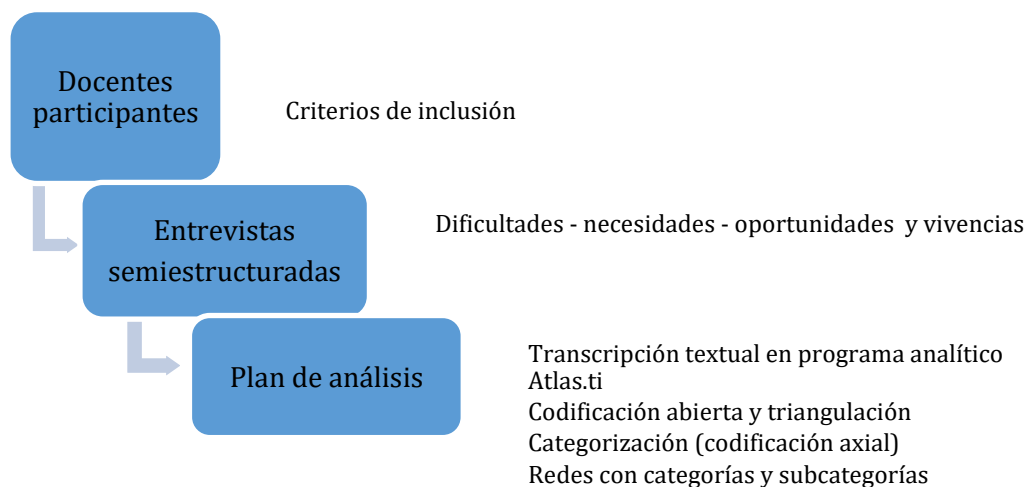 Docentes
participantes
Criterios de inclusión
Entrevistas
semiestructuradas
Dificultades - necesidades - oportunidades y vivencias
Plan de análisis
Transcripción textual en programa analítico
Atlas.ti
Codificación abierta y triangulación
Categorización (codificación axial)
Redes con categorías y subcategorías